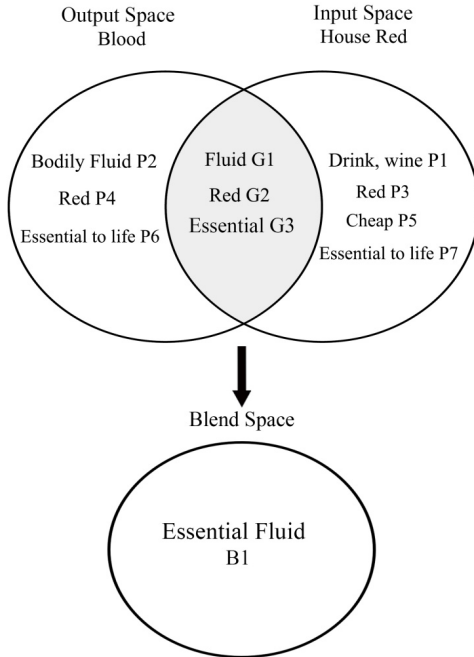 Output Space
Blood
Input Space
House Red
Bodily Fluid P2
Red P4
Essential to life P6
Fluid G1
Red G2
Essential G3
Drink, wine P1
Red P3
Cheap P5
Essential to life P7
Blend Space
Essential Fluid
B1